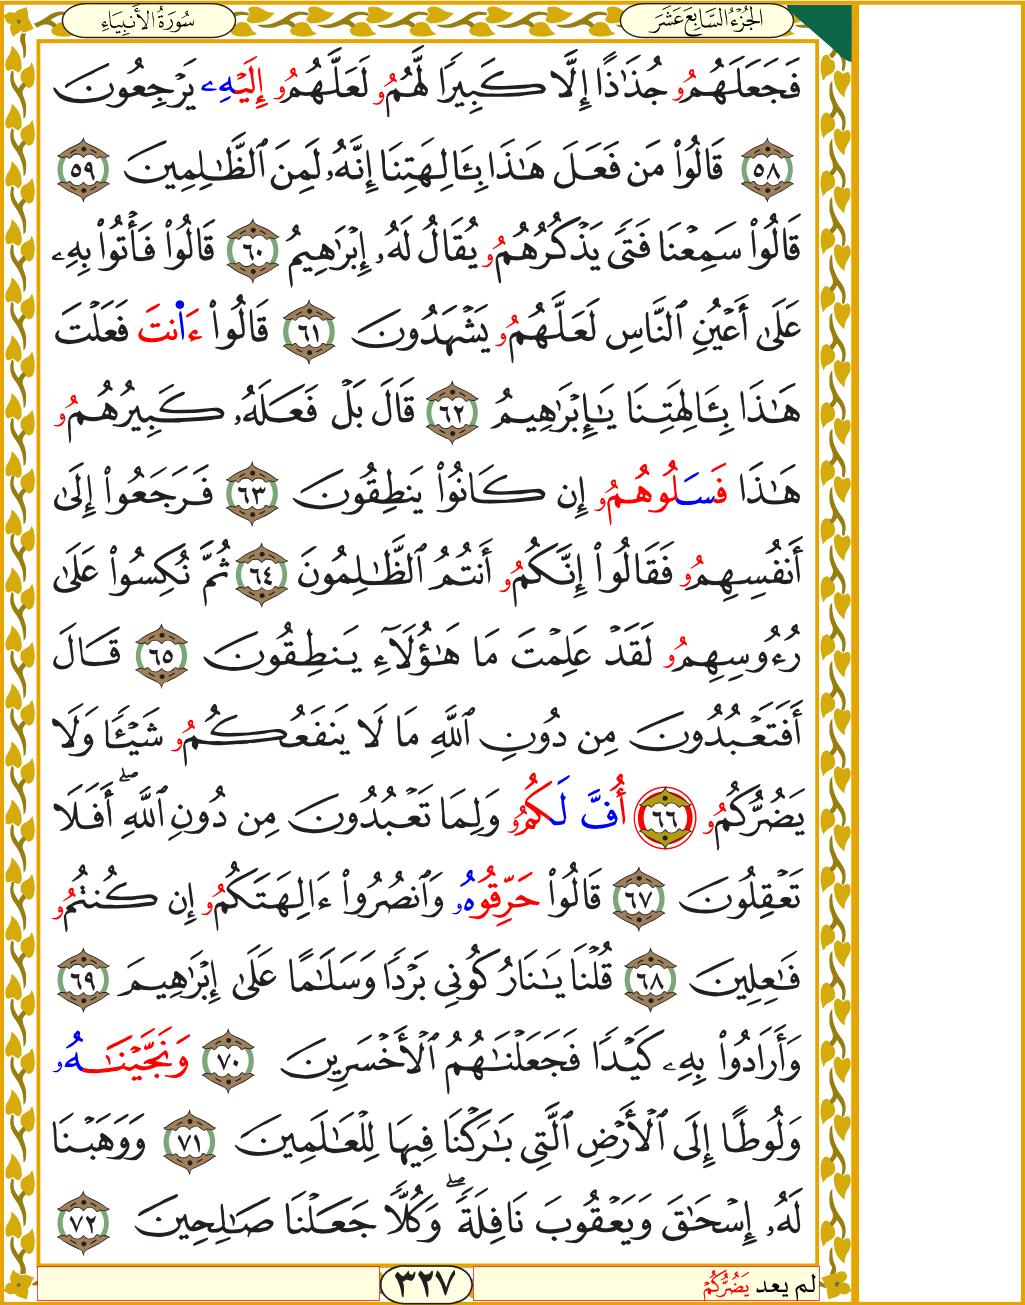 الجُزْءُ السَّابِعَ عَشَرَ
سُورَةُ الأَنبِيَاءِ
فَجَعَلَهُمُۥ جُذَٰذًا إِلَّا كَبِيرًا لَّهُمُۥ لَعَلَّهُمُۥ إِلَيْهِۦ يَرْجِعُونَ
٥٨ قَالُوا۟ مَن فَعَلَ هَٰذَا بِـَٔالِهَتِنَا إِنَّهُۥ لَمِنَ ٱلظَّٰلِمِينَ ٥٩
قَالُوا۟ سَمِعْنَا فَتًى يَذْكُرُهُمُۥ يُقَالُ لَهُۥ إِبْرَٰهِيمُ ٦٠ قَالُوا۟ فَأْتُوا۟ بِهِۦ
عَلَىٰ أَعْيُنِ ٱلنَّاسِ لَعَلَّهُمُۥ يَشْهَدُونَ ٦١ قَالُوا۟ ءَا۬نتَ فَعَلْتَ
هَٰذَا بِـَٔالِهَتِنَا يَٰإِبْرَٰهِيمُ ٦٢ قَالَ بَلْ فَعَلَهُۥ كَبِيرُهُمُۥ
هَٰذَا فَسَلُوهُمُۥ إِن كَانُوا۟ يَنطِقُونَ ٦٣ فَرَجَعُوا۟ إِلَىٰ
أَنفُسِهِمُۥ فَقَالُوا۟ إِنَّكُمُۥ أَنتُمُ ٱلظَّٰلِمُونَ ٦٤ ثُمَّ نُكِسُوا۟ عَلَىٰ
رُءُوسِهِمُۥ لَقَدْ عَلِمْتَ مَا هَٰؤُلَآءِ يَنطِقُونَ ٦٥ قَالَ
أَفَتَعْبُدُونَ مِن دُونِ ٱللَّهِ مَا لَا يَنفَعُكُمُۥ شَيْـًٔا وَلَا
يَضُرُّكُمُۥ ٦٦ أُفَّ لَكُمُۥ وَلِمَا تَعْبُدُونَ مِن دُونِ ٱللَّهِۖ أَفَلَا
تَعْقِلُونَ ٦٧ قَالُوا۟ حَرِّقُوهُۥ وَٱنصُرُوا۟ ءَالِهَتَكُمُۥ إِن كُنتُمُۥ
فَٰعِلِينَ ٦٨ قُلْنَا يَٰنَارُ كُونِي بَرْدًا وَسَلَٰمًا عَلَىٰ إِبْرَٰهِيمَ ٦٩
وَأَرَادُوا۟ بِهِۦ كَيْدًا فَجَعَلْنَٰهُمُ ٱلْأَخْسَرِينَ ٧٠ وَنَجَّيْنَٰهُۥ
وَلُوطًا إِلَى ٱلْأَرْضِ ٱلَّتِي بَٰرَكْنَا فِيهَا لِلْعَٰلَمِينَ ٧١ وَوَهَبْنَا
لَهُۥ إِسْحَٰقَ وَيَعْقُوبَ نَافِلَةًۖ وَكُلًّا جَعَلْنَا صَٰلِحِينَ ٧٢
لم يعد يَضُرُّكُمْ
٣٢٧